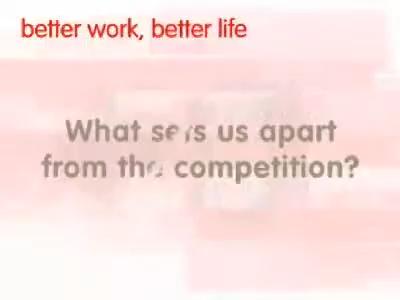 better work, better life
What sets us apart
from the competition?